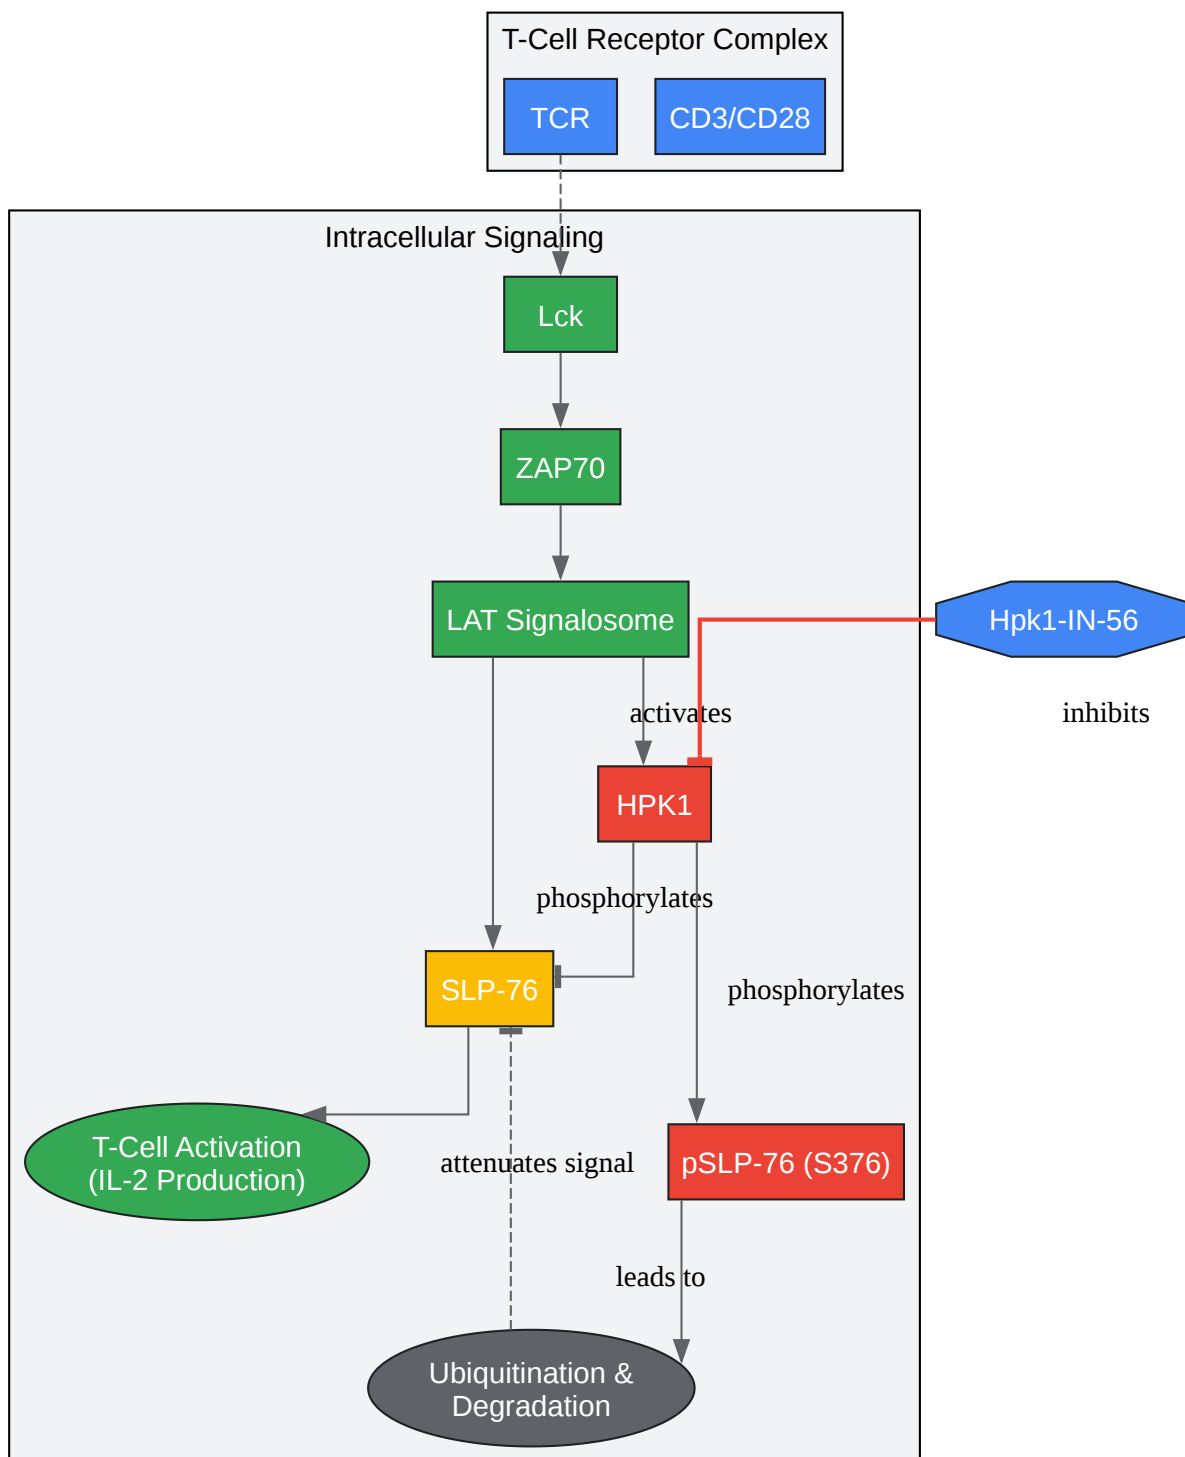 T-Cell Receptor Complex
TCR
CD3/CD28
Intracellular Signaling
Lck
ZAP70
LAT Signalosome
Hpk1-IN-56
activates
inhibits
HPK1
phosphorylates
SLP-76
phosphorylates
T-Cell Activation
(IL-2 Production)
attenuates signal
pSLP-76 (S376)
leads to
Ubiquitination &
Degradation